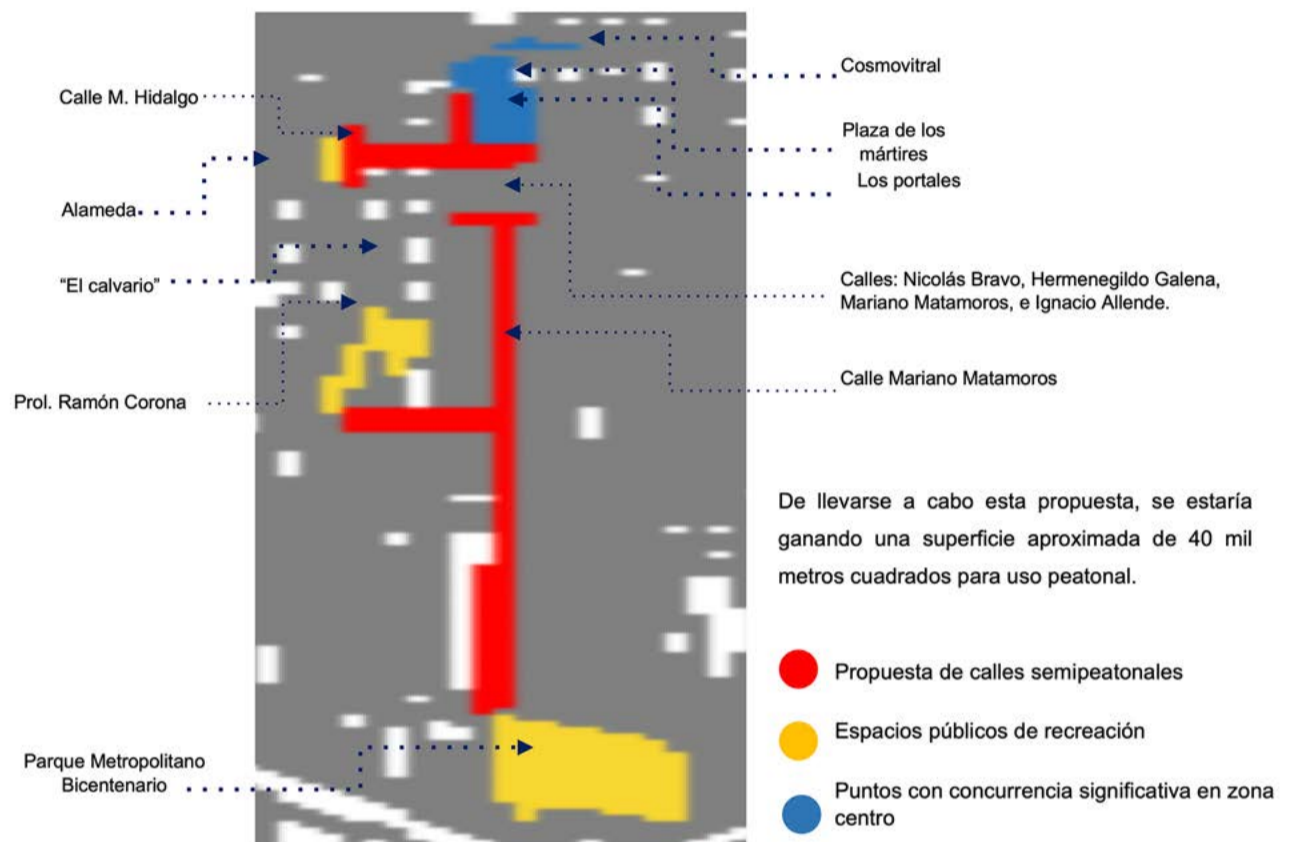 Calle M. Hidalgo
Alameda
“El calvario”
Prol. Ramón Corona
Parque Metropolitano
Bicentenario
Cosmovitral
Plaza de los
mártires
Los portales
Calles: Nicolás Bravo, Hermenegildo Galena,
Mariano Matamoros, e Ignacio Allende.
Calle Mariano Matamoros
De llevarse a cabo esta propuesta, se estaría
ganando una superficie aproximada de 40 mil
metros cuadrados para uso peatonal.
Propuesta de calles semipeatonales
Espacios públicos de recreación
Puntos con concurrencia significativa en zona
centro